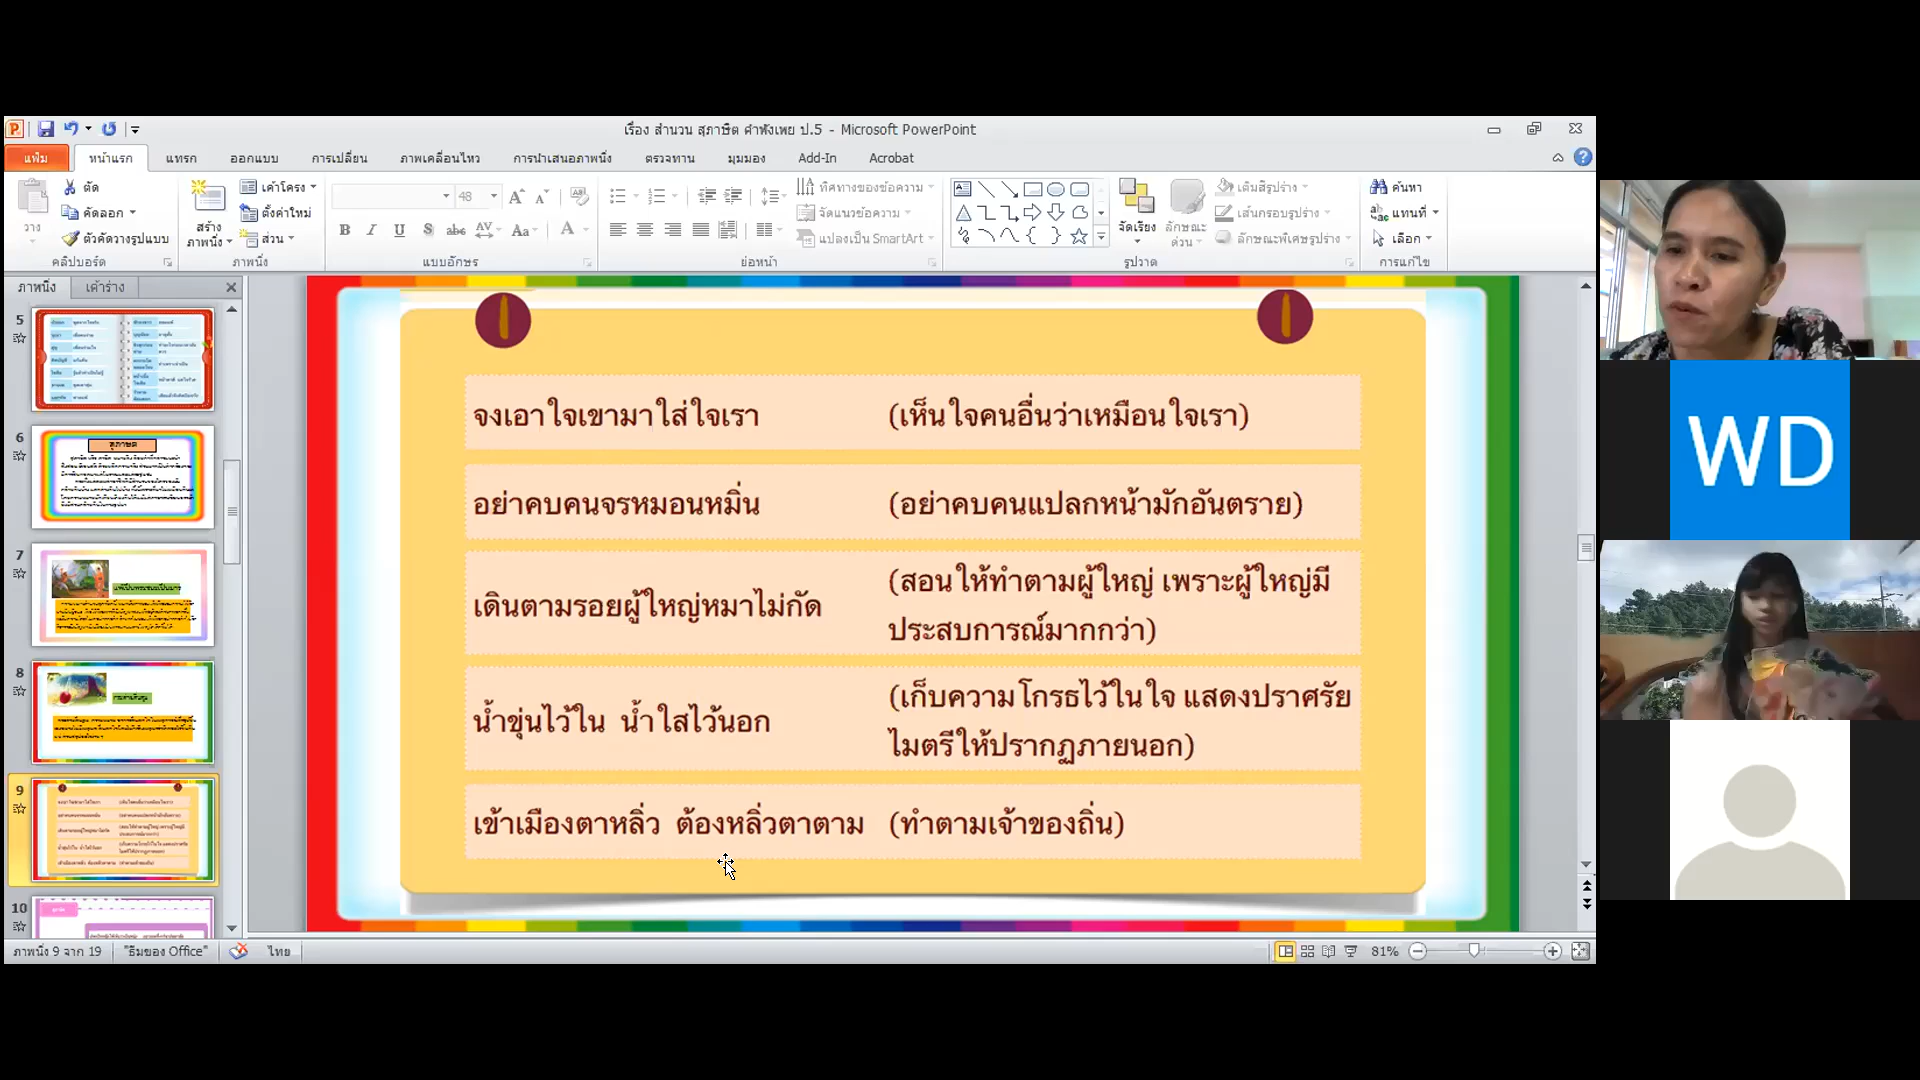 เรื่อง สำนวน สุภาษิต คำพังเพย ป.5 - Microsoft PowerPoint
แฟ้ม หน้าแรก แทรก ออกแบบ การเปลี่ยน ภาพเคลื่อนไหว การนำเสนอภาพนิ่ง ตรวจทาน มุมมอง Add-In Acrobat
วาง
ตัด
คัดลอก
ตัวคัดวางรูปแบบ
คลิปบอร์ด
สร้าง
ภาพนิ่ง
เค้าโครง
ตั้งค่าใหม่
ส่วน
ภาพนิ่ง
48
B I U S abc AV Aa A
แบบอักษร
ทิศทางของข้อความ
จัดแนวข้อความ
แปลงเป็น SmartArt
ย่อหน้า
จัดเรียง
ลักษณะ
ด่วน
เติมสีรูปร่าง
เส้นกรอบรูปร่าง
ลักษณะพิเศษรูปร่าง
รูปวาด
ค้นหา
แทนที่
เลือก
การแก้ไข
ภาพนิ่ง เค้าร่าง
5
6
สุภาษิต
7
8
9
10
จงเอาใจเขามาใส่ใจเรา (เห็นใจคนอื่นว่าเหมือนใจเรา)
อย่าคบคนจรหมอนหมิ่น (อย่าคบคนแปลกหน้ามักอันตราย)
เดินตามรอยผู้ใหญ่หมาไม่กัด (สอนให้ทำตามผู้ใหญ่ เพราะผู้ใหญ่มี
ประสบการณ์มากกว่า)
น้ำขุ่นไว้ใน น้ำใสไว้นอก (เก็บความโกรธไว้ในใจ แสดงปราศรัย
ไมตรีให้ปรากฏภายนอก)
เข้าเมืองตาหลิ่ว ต้องหลิ่วตาตาม (ทำตามเจ้าของถิ่น)
ภาพนิ่ง 9 จาก 19 "ธีมของ Office" ไทย 81%
WD